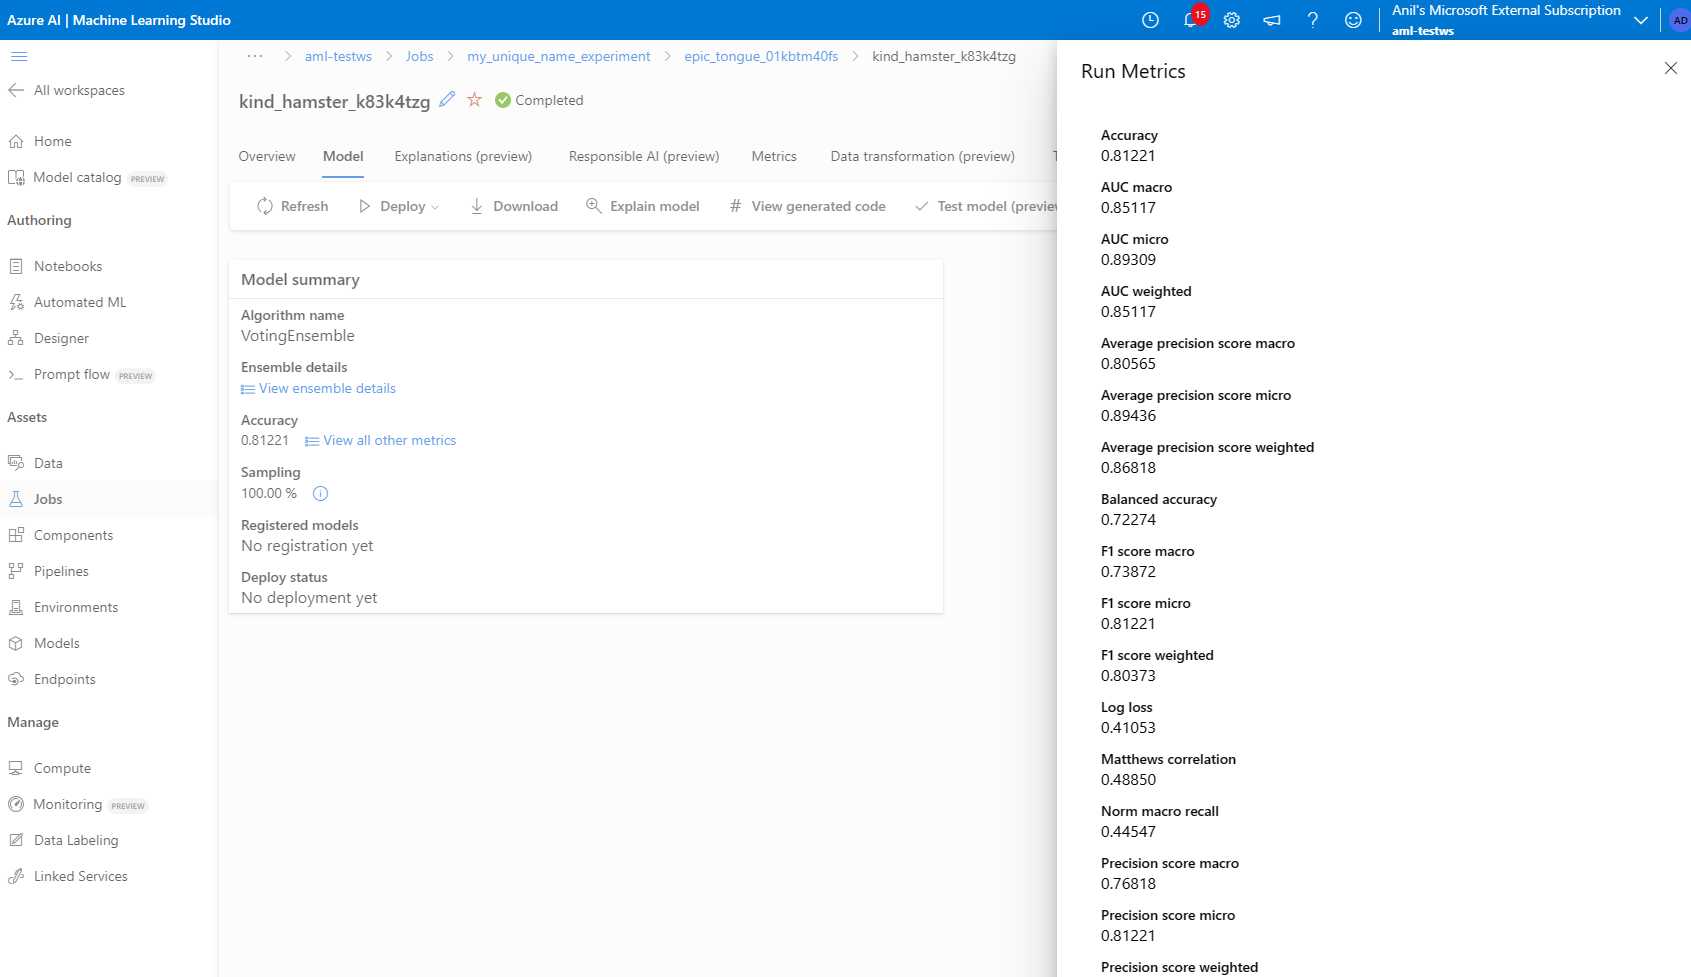 Azure AI | Machine Learning Studio
15
Anil's Microsoft External Subscription
aml-testws
AD
All workspaces
Home
Model catalog PREVIEW
Authoring
Notebooks
Automated ML
Designer
Prompt flow PREVIEW
Assets
Data
Jobs
Components
Pipelines
Environments
Models
Endpoints
Manage
Compute
Monitoring PREVIEW
Data Labeling
Linked Services
··· > aml-testws > Jobs > my_unique_name_experiment > epic_tongue_01kbtm40fs > kind_hamster_k83k4tzg
kind_hamster_k83k4tzg Completed
Overview Model Explanations (preview) Responsible AI (preview) Metrics Data transformation (preview) T
Refresh Deploy Download Explain model # View generated code Test model (previe
Model summary
Algorithm name
VotingEnsemble
Ensemble details
View ensemble details
Accuracy
0.81221 View all other metrics
Sampling
100.00 %
Registered models
No registration yet
Deploy status
No deployment yet
Run Metrics
Accuracy
0.81221
AUC macro
0.85117
AUC micro
0.89309
AUC weighted
0.85117
Average precision score macro
0.80565
Average precision score micro
0.89436
Average precision score weighted
0.86818
Balanced accuracy
0.72274
F1 score macro
0.73872
F1 score micro
0.81221
F1 score weighted
0.80373
Log loss
0.41053
Matthews correlation
0.48850
Norm macro recall
0.44547
Precision score macro
0.76818
Precision score micro
0.81221
Precision score weighted